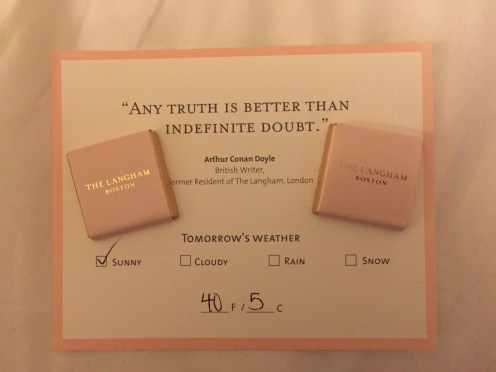 “ANY TRUTH IS BETTER THAN
INDEFINITE DOUBT.”
Arthur Conan Doyle
British Writer,
ormer Resident of The Langham, London
THE LANGHAM
BOSTON
THE LANGHAM
BOSTON
TOMORROW'S WEATHER
SUNNY
CLOUDY
RAIN
SNOW
40 F / 5 C